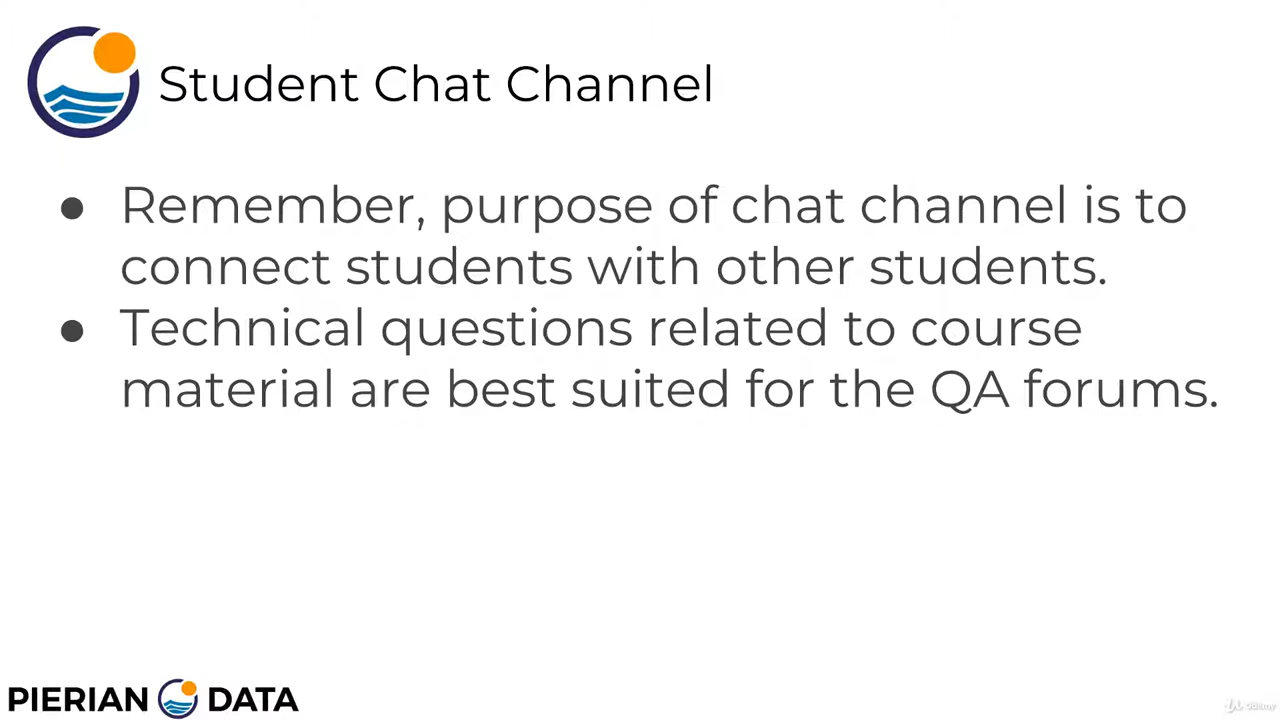 Student Chat Channel
● Remember, purpose of chat channel is to
connect students with other students.
● Technical questions related to course
material are best suited for the QA forums.
PIERIAN DATA
Udemy